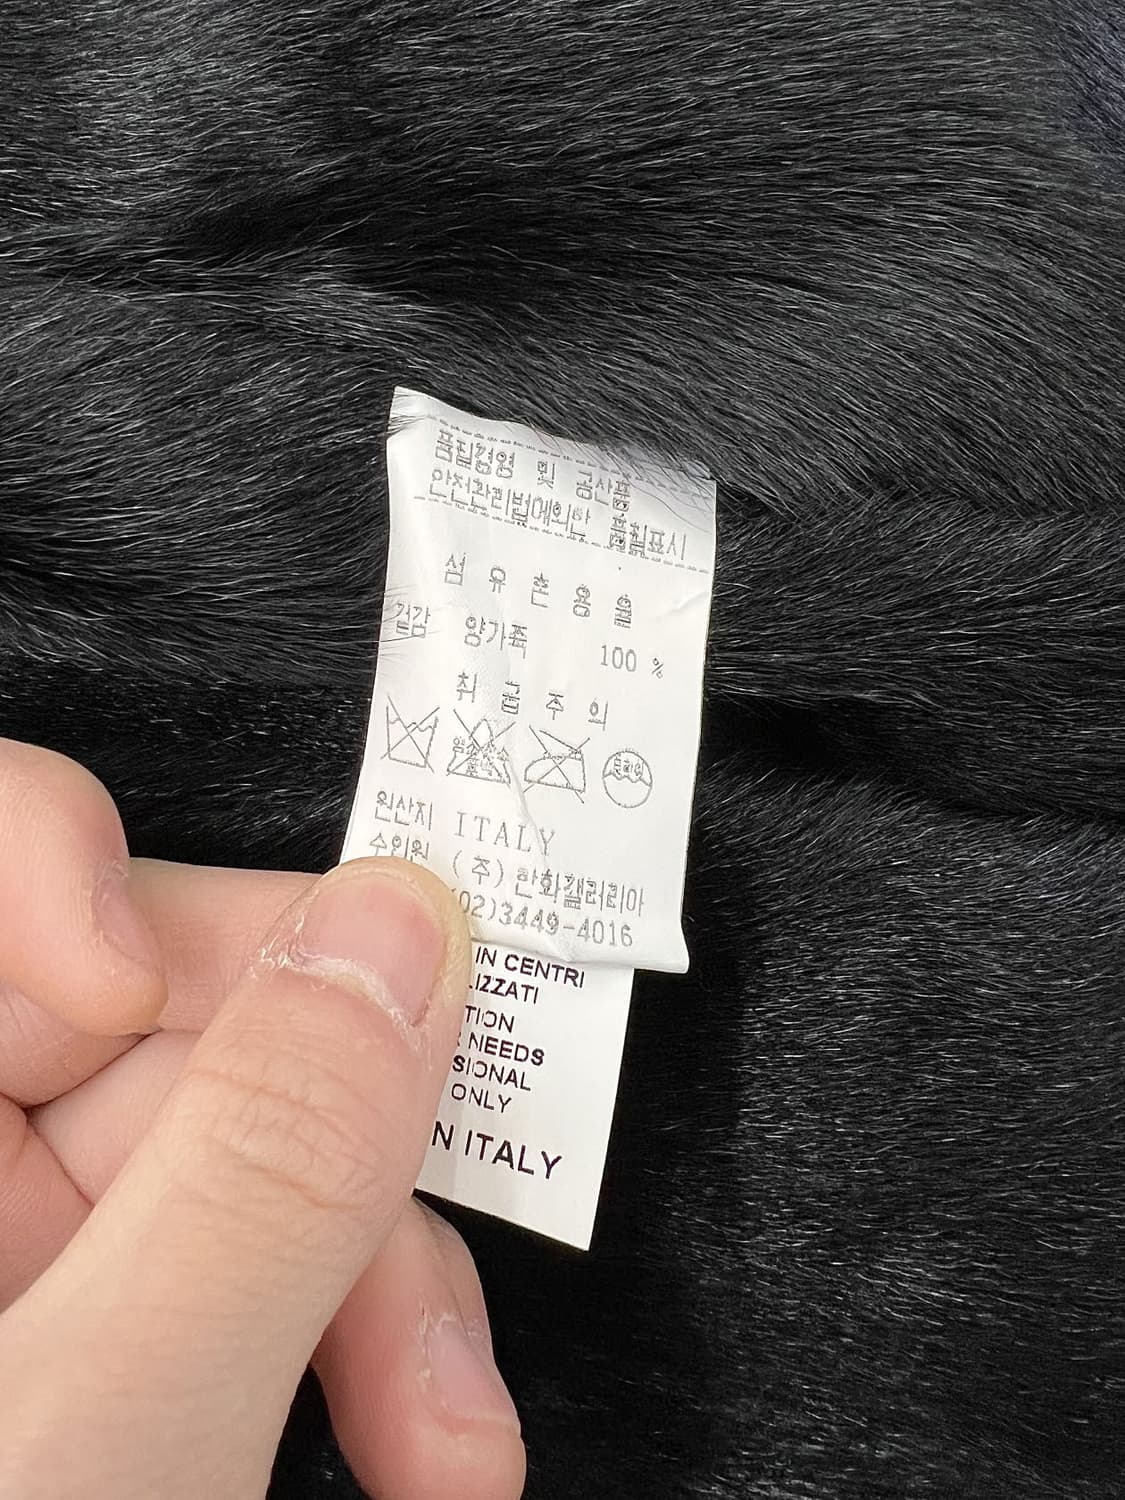 품질경영 및 공산품
안전관리법에의한 품질표시
섬유혼용율
겉감 양가죽 100 %
취급주의
원산지 ITALY
수입원 (주)한화갤러리아
(02)3449-4016
IN CENTRI
LIZZATI
TION
NEEDS
SIONAL
ONLY
N ITALY